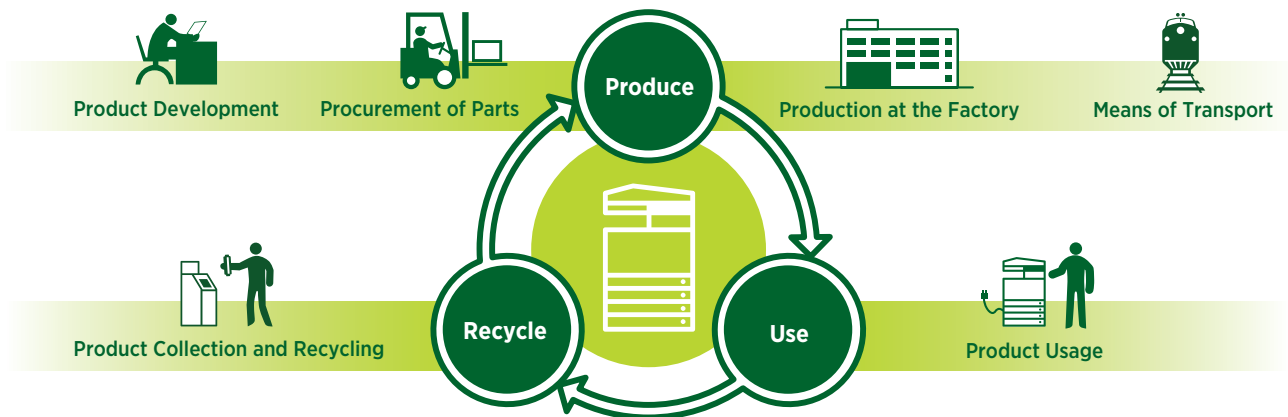 Product Development
Procurement of Parts
Produce
Production at the Factory
Means of Transport
Product Collection and Recycling
Recycle
Use
Product Usage